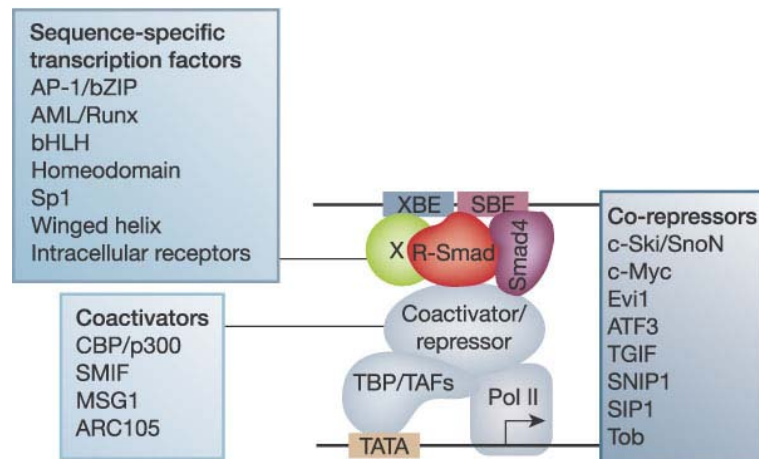 Sequence-specific
transcription factors
AP-1/bZIP
AML/Runx
bHLH
Homeodomain
Sp1
Winged helix
Intracellular receptors
XBE
SBE
X
R-Smad
Smad4
Coactivator/
repressor
TBP/TAFs
Pol II
TATA
Coactivators
CBP/p300
SMIF
MSG1
ARC105
Co-repressors
c-Ski/SnoN
c-Myc
Evi1
ATF3
TGIF
SNIP1
SIP1
Tob